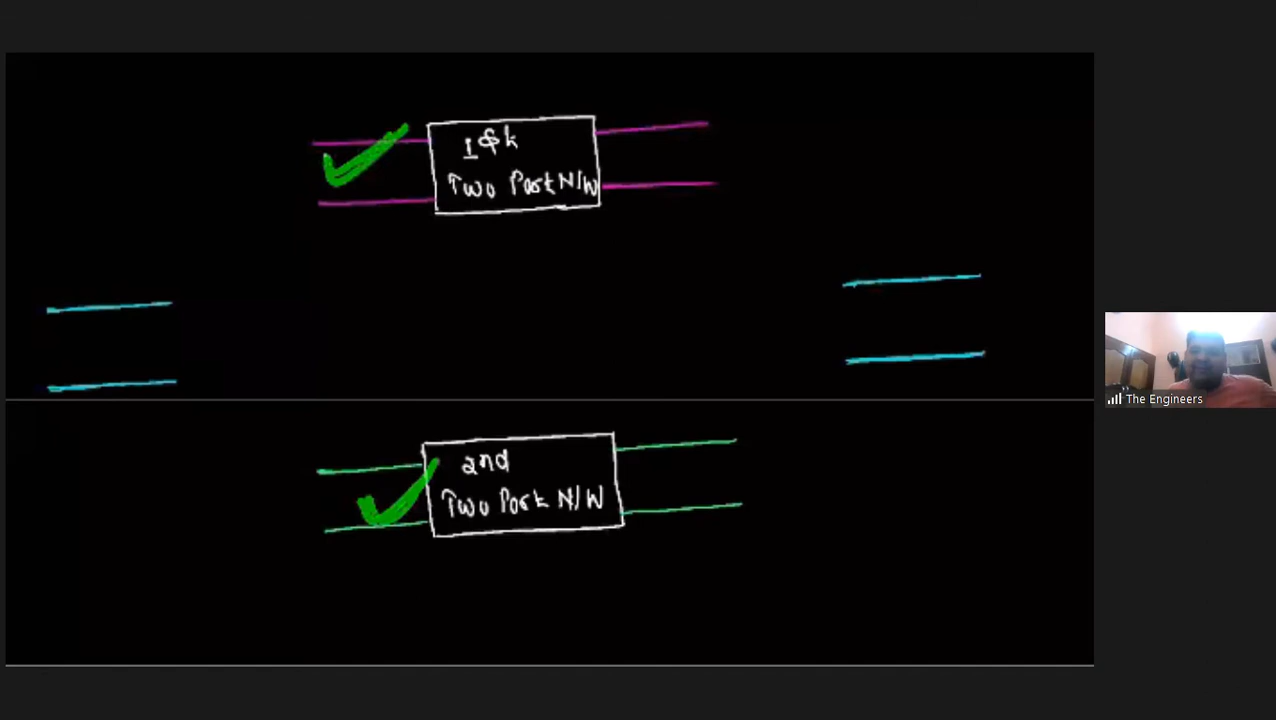 1st
Two Port N/W
2nd
Two Port N/W
The Engineers